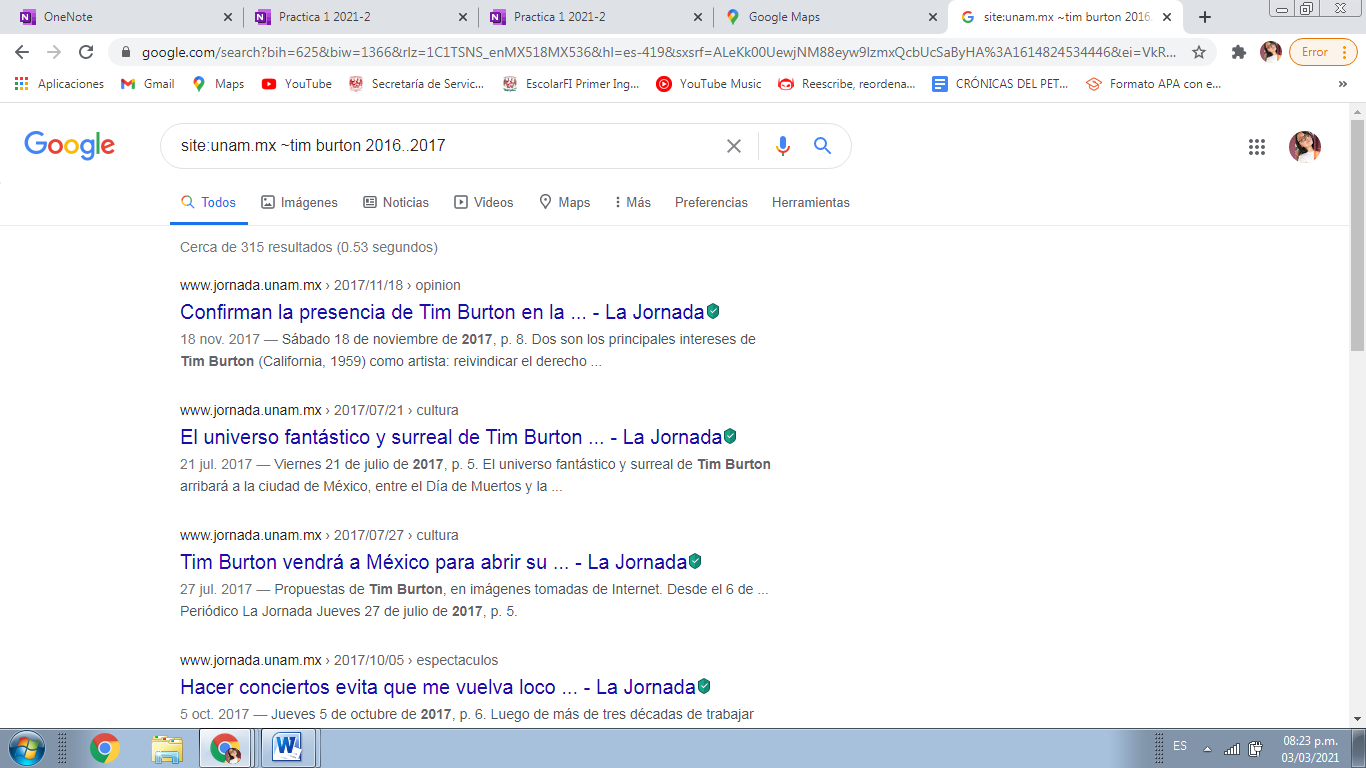 OneNote
Practica 1 2021-2
Practica 1 2021-2
Google Maps
site:unam.mx ~tim burton 2016..
google.com/search?bih=625&biw=1366&rlz=1C1TSNS_enMX518MX536&hl=es-419&sxsrf=ALeKk00UewjNM88eyw9IzmxQcbUcSaByHA%3A1614824534446&ei=VkR...
Error
Aplicaciones
Gmail
Maps
YouTube
Secretaría de Servic...
EscolarFI Primer Ing...
YouTube Music
Reescribe, reordena...
CRÓNICAS DEL PET...
Formato APA con e...
»
Google
site:unam.mx ~tim burton 2016..2017
Todos
Imágenes
Noticias
Videos
Maps
Más
Preferencias
Herramientas
Cerca de 315 resultados (0.53 segundos)
www.jornada.unam.mx › 2017/11/18 › opinion
Confirman la presencia de Tim Burton en la ... - La Jornada
18 nov. 2017 — Sábado 18 de noviembre de 2017, p. 8. Dos son los principales intereses de
Tim Burton (California, 1959) como artista: reivindicar el derecho ...
www.jornada.unam.mx › 2017/07/21 › cultura
El universo fantástico y surreal de Tim Burton ... - La Jornada
21 jul. 2017 — Viernes 21 de julio de 2017, p. 5. El universo fantástico y surreal de Tim Burton
arribará a la ciudad de México, entre el Día de Muertos y la ...
www.jornada.unam.mx › 2017/07/27 › cultura
Tim Burton vendrá a México para abrir su ... - La Jornada
27 jul. 2017 — Propuestas de Tim Burton, en imágenes tomadas de Internet. Desde el 6 de ...
Periódico La Jornada Jueves 27 de julio de 2017, p. 5.
www.jornada.unam.mx › 2017/10/05 › espectaculos
Hacer conciertos evita que me vuelva loco ... - La Jornada
5 oct. 2017 — Jueves 5 de octubre de 2017, p. 6. Luego de más de tres décadas de trabajar
ES
08:23 p.m.
03/03/2021